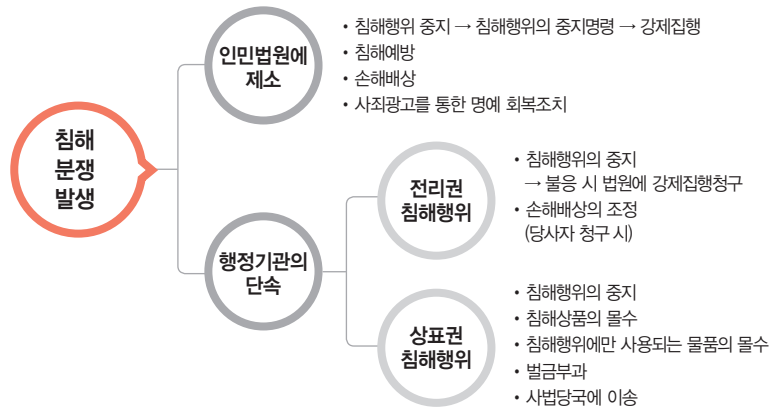 침해
분쟁
발생
인민법원에
제소
• 침해행위 중지 → 침해행위의 중지명령 → 강제집행
• 침해예방
• 손해배상
• 사죄광고를 통한 명예 회복조치
행정기관의
단속
전리권
침해행위
• 침해행위의 중지
→ 불응 시 법원에 강제집행청구
• 손해배상의 조정
(당사자 청구 시)
상표권
침해행위
• 침해행위의 중지
• 침해상품의 몰수
• 침해행위에만 사용되는 물품의 몰수
• 벌금부과
• 사법당국에 이송